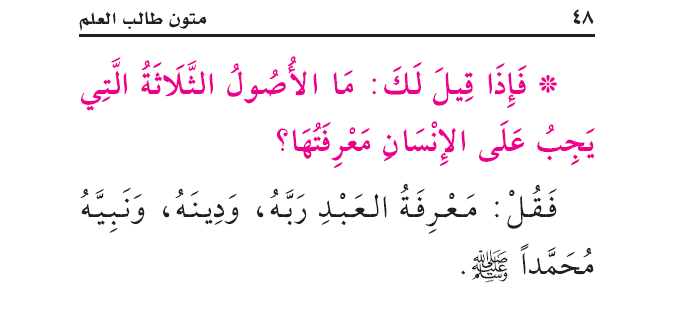 ٤٨ متون طالب العلم
* فَإِذَا قِيلَ لَكَ: مَا الأُصُولُ الثَّلَاثَةُ الَّتِي
يَجِبُ عَلَى الإِنْسَانِ مَعْرِفَتُهَا؟
فَقُلْ: مَعْرِفَةُ العَبْدِ رَبَّهُ، وَدِينَهُ، وَنَبِيَّهُ
مُحَمَّداً ﷺ.